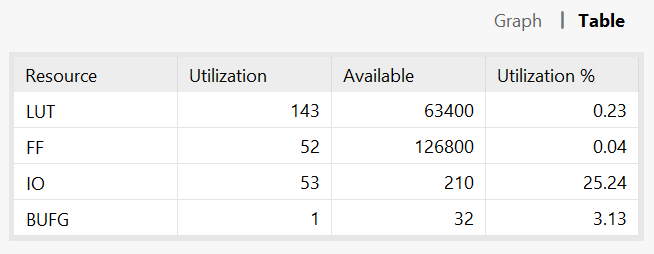 Graph | Table
Resource Utilization Available Utilization %
LUT 143 63400 0.23
FF 52 126800 0.04
IO 53 210 25.24
BUFG 1 32 3.13